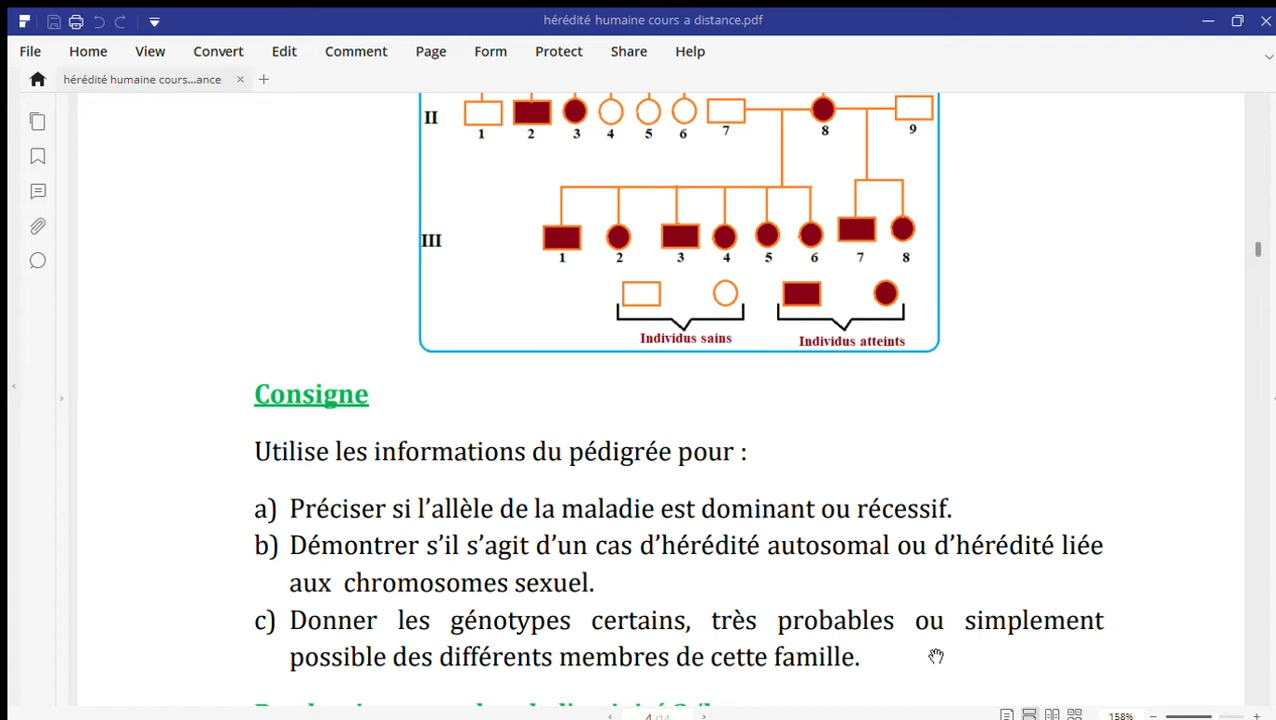 hérédité humaine cours a distance.pdf
File Home View Convert Edit Comment Page Form Protect Share Help
hérédité humaine cours...ance
II
1 2 3 4 5 6 7 8 9
III
1 2 3 4 5 6 7 8
Individus sains Individus atteints
Consigne
Utilise les informations du pédigrée pour :
a) Préciser si l'allèle de la maladie est dominant ou récessif.
b) Démontrer s'il s'agit d'un cas d'hérédité autosomal ou d'hérédité liée
aux chromosomes sexuel.
c) Donner les génotypes certains, très probables ou simplement
possible des différents membres de cette famille.
4 /14
158%